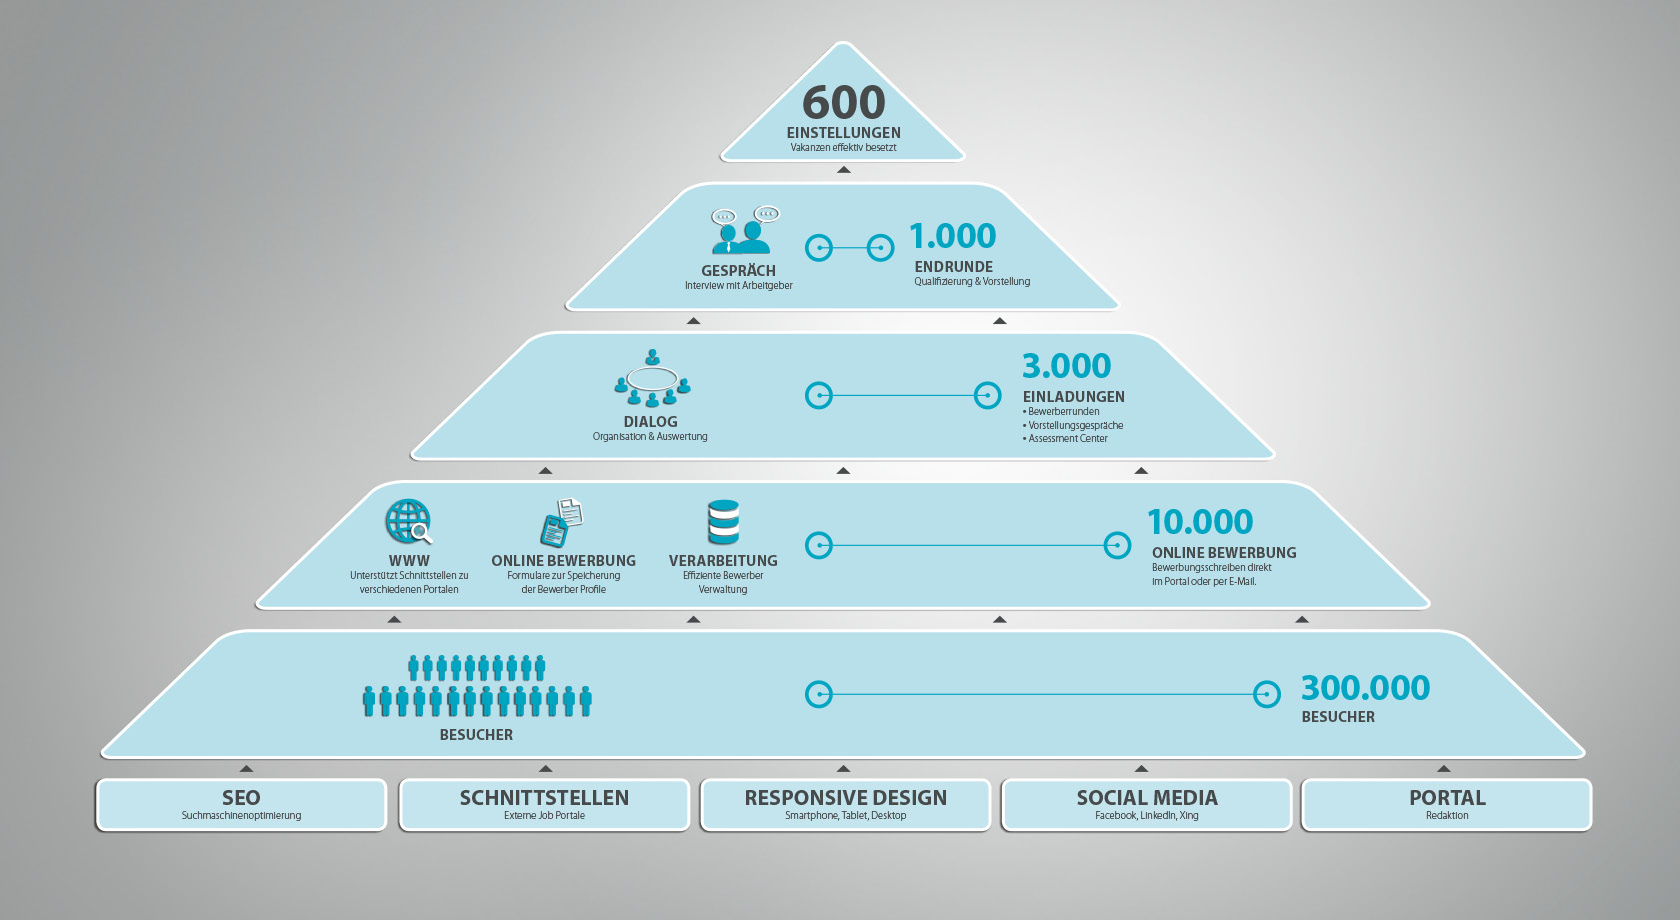 600
EINSTELLUNGEN
Vakanzen effektiv besetzt
GESPRÄCH
Interview mit Arbeitgeber
1.000
ENDRUNDE
Qualifizierung & Vorstellung
DIALOG
Organisation & Auswertung
3.000
EINLADUNGEN
• Bewerberrunden
• Vorstellungsgespräche
• Assessment Center
WWW
Unterstützt Schnittstellen zu
verschiedenen Portalen
ONLINE BEWERBUNG
Formulare zur Speicherung
der Bewerber Profile
VERARBEITUNG
Effiziente Bewerber
Verwaltung
10.000
ONLINE BEWERBUNG
Bewerbungsschreiben direkt
im Portal oder per E-Mail.
BESUCHER
300.000
BESUCHER
SEO
Suchmaschinenoptimierung
SCHNITTSTELLEN
Externe Job Portale
RESPONSIVE DESIGN
Smartphone, Tablet, Desktop
SOCIAL MEDIA
Facebook, LinkedIn, Xing
PORTAL
Redaktion